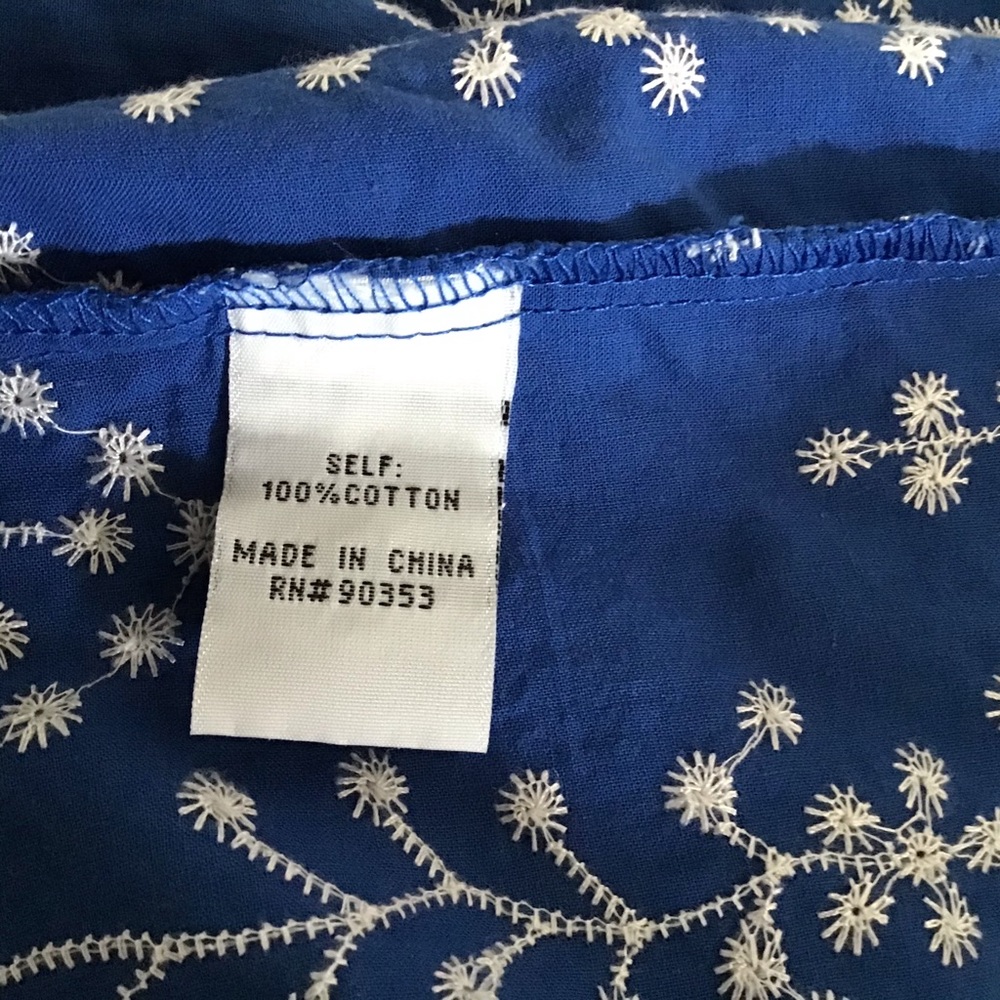 SELF:
100%COTTON
MADE IN CHINA
RN#90353